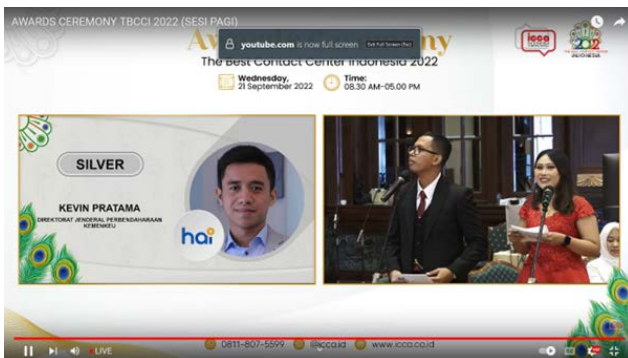 AWARDS CEREMONY TBCCI 2022 (SESI PAGI)
youtube.com is now full screen Exit Full Screen (Esc)
The Best Contact Center Indonesia 2022
Wednesday,
21 September 2022
Time:
08.30 AM-05.00 PM
icca
2022
SILVER
KEVIN PRATAMA
DIREKTORAT JENDERAL PERBENDAHARAAN
KEMENKEU
hai
LIVE
0811-807-5599
@icca.id
www.icca.co.id